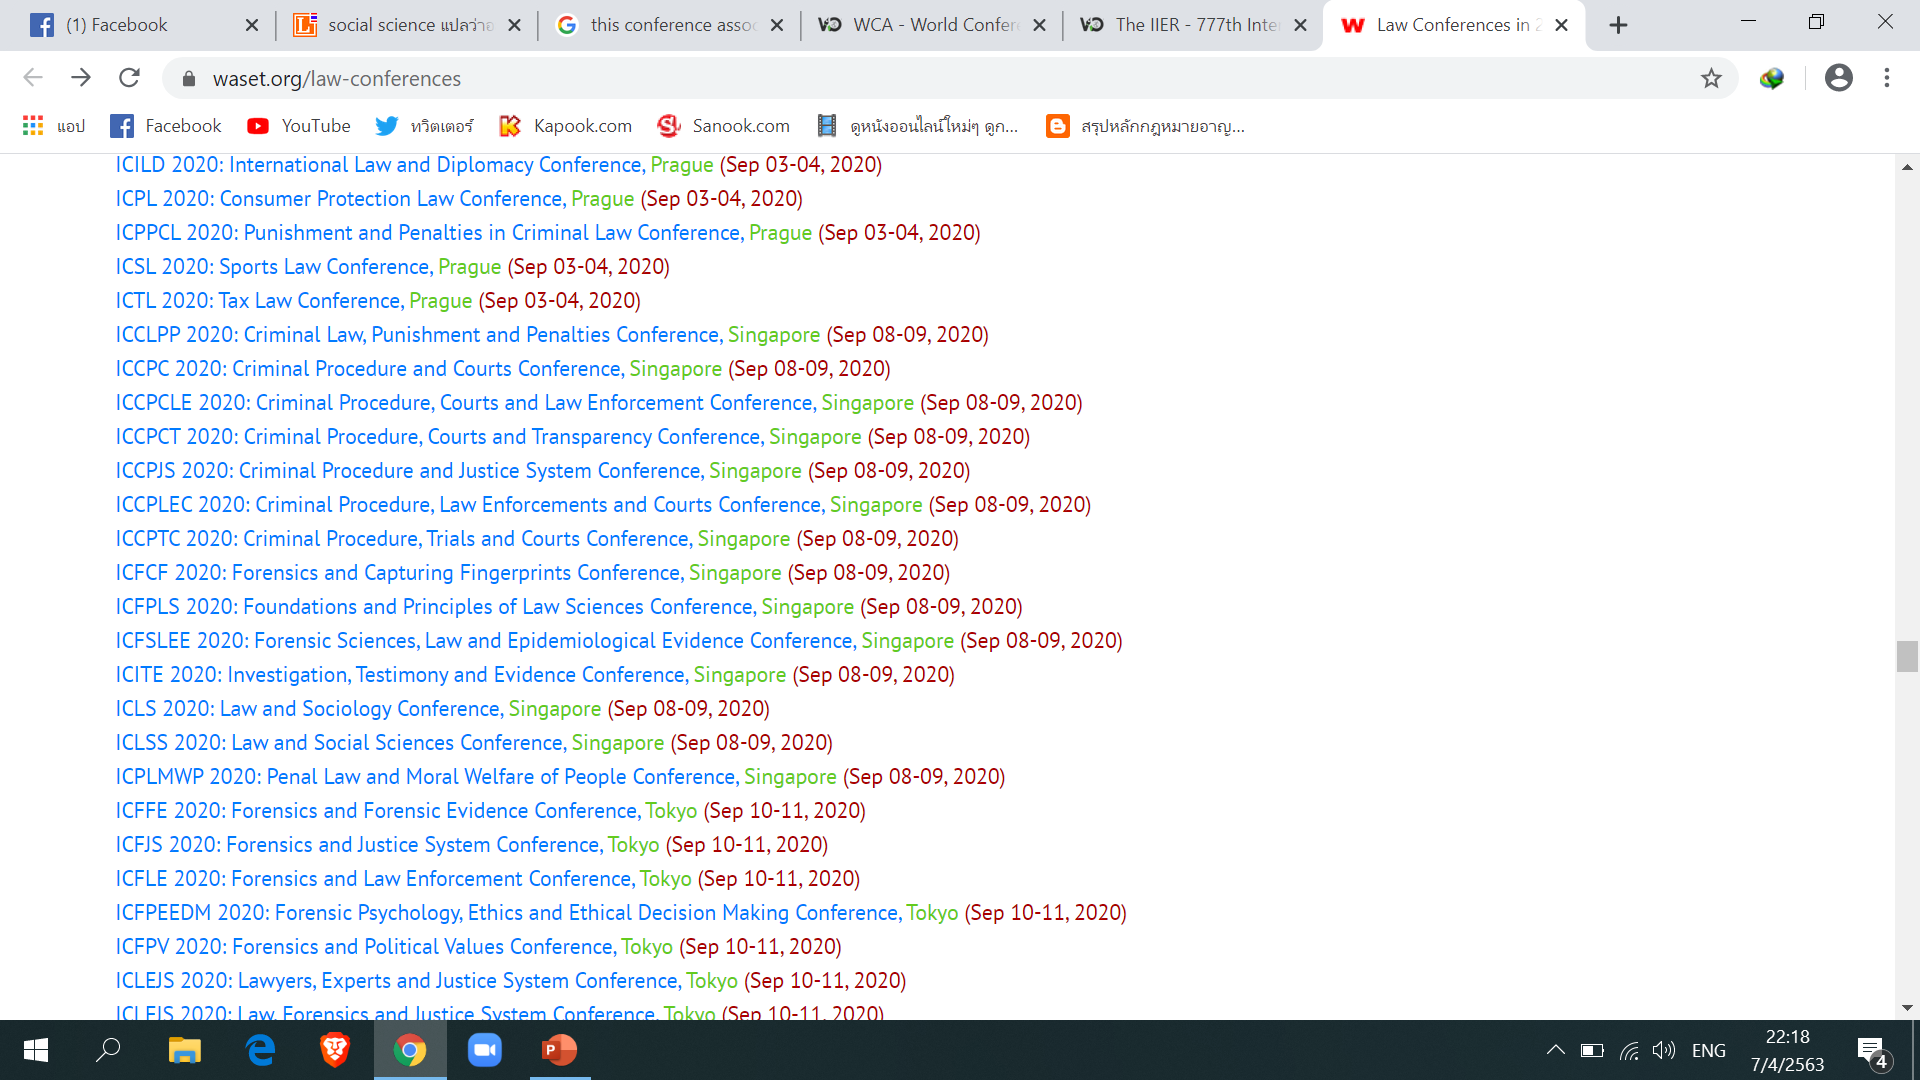 (1) Facebook
social science แปลว่าอ
this conference assoc
WCA - World Confere
The IIER - 777th Inte
Law Conferences in 2
waset.org/law-conferences
แอป Facebook YouTube ทวิตเตอร์ Kapook.com Sanook.com ดูหนังออนไลน์ใหม่ๆ ดูก... สรุปหลักกฎหมายอาญ...
ICILD 2020: International Law and Diplomacy Conference, Prague (Sep 03-04, 2020)
ICPL 2020: Consumer Protection Law Conference, Prague (Sep 03-04, 2020)
ICPPCL 2020: Punishment and Penalties in Criminal Law Conference, Prague (Sep 03-04, 2020)
ICSL 2020: Sports Law Conference, Prague (Sep 03-04, 2020)
ICTL 2020: Tax Law Conference, Prague (Sep 03-04, 2020)
ICCLPP 2020: Criminal Law, Punishment and Penalties Conference, Singapore (Sep 08-09, 2020)
ICCPC 2020: Criminal Procedure and Courts Conference, Singapore (Sep 08-09, 2020)
ICCPCLE 2020: Criminal Procedure, Courts and Law Enforcement Conference, Singapore (Sep 08-09, 2020)
ICCPCT 2020: Criminal Procedure, Courts and Transparency Conference, Singapore (Sep 08-09, 2020)
ICCPJS 2020: Criminal Procedure and Justice System Conference, Singapore (Sep 08-09, 2020)
ICCPLEC 2020: Criminal Procedure, Law Enforcements and Courts Conference, Singapore (Sep 08-09, 2020)
ICCPTC 2020: Criminal Procedure, Trials and Courts Conference, Singapore (Sep 08-09, 2020)
ICFCF 2020: Forensics and Capturing Fingerprints Conference, Singapore (Sep 08-09, 2020)
ICFPLS 2020: Foundations and Principles of Law Sciences Conference, Singapore (Sep 08-09, 2020)
ICFSLEE 2020: Forensic Sciences, Law and Epidemiological Evidence Conference, Singapore (Sep 08-09, 2020)
ICITE 2020: Investigation, Testimony and Evidence Conference, Singapore (Sep 08-09, 2020)
ICLS 2020: Law and Sociology Conference, Singapore (Sep 08-09, 2020)
ICLSS 2020: Law and Social Sciences Conference, Singapore (Sep 08-09, 2020)
ICPLMWP 2020: Penal Law and Moral Welfare of People Conference, Singapore (Sep 08-09, 2020)
ICFFE 2020: Forensics and Forensic Evidence Conference, Tokyo (Sep 10-11, 2020)
ICFJS 2020: Forensics and Justice System Conference, Tokyo (Sep 10-11, 2020)
ICFLE 2020: Forensics and Law Enforcement Conference, Tokyo (Sep 10-11, 2020)
ICFPEEDM 2020: Forensic Psychology, Ethics and Ethical Decision Making Conference, Tokyo (Sep 10-11, 2020)
ICFPV 2020: Forensics and Political Values Conference, Tokyo (Sep 10-11, 2020)
ICLEJS 2020: Lawyers, Experts and Justice System Conference, Tokyo (Sep 10-11, 2020)
ICLFJS 2020: Law, Forensics and Justice System Conference, Tokyo (Sep 10-11, 2020)
ENG
22:18
7/4/2563
4